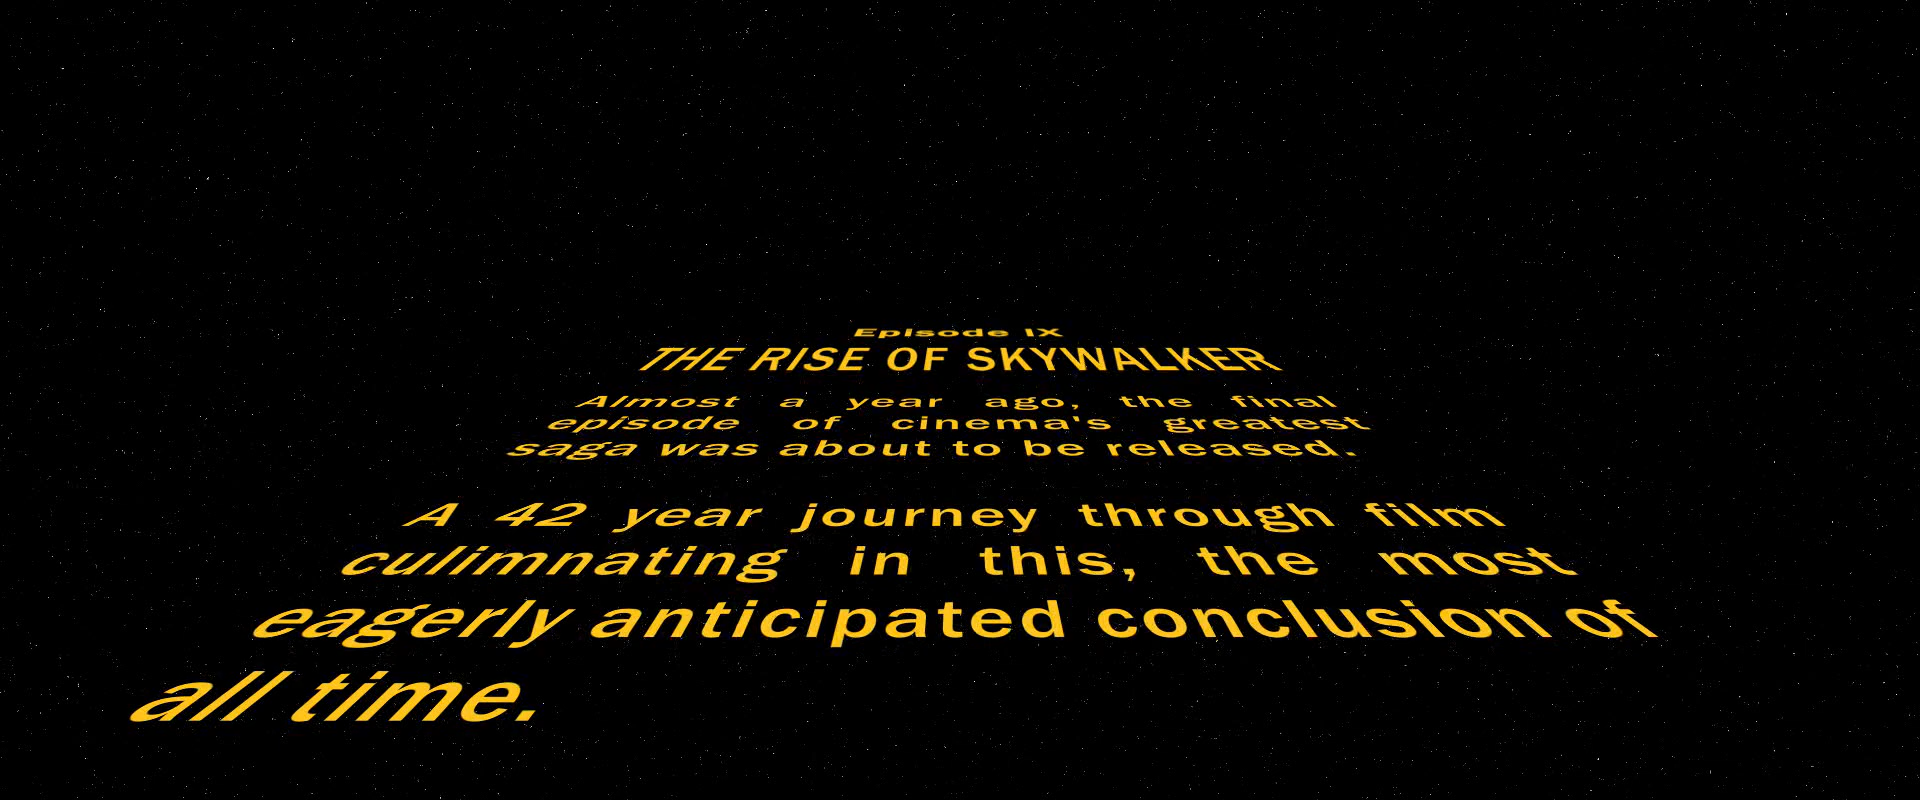 Episode IX
THE RISE OF SKYWALKER
Almost a year ago, the final
episode of cinema's greatest
saga was about to be released.
A 42 year journey through film
culimnating in this, the most
eagerly anticipated conclusion of
all time.